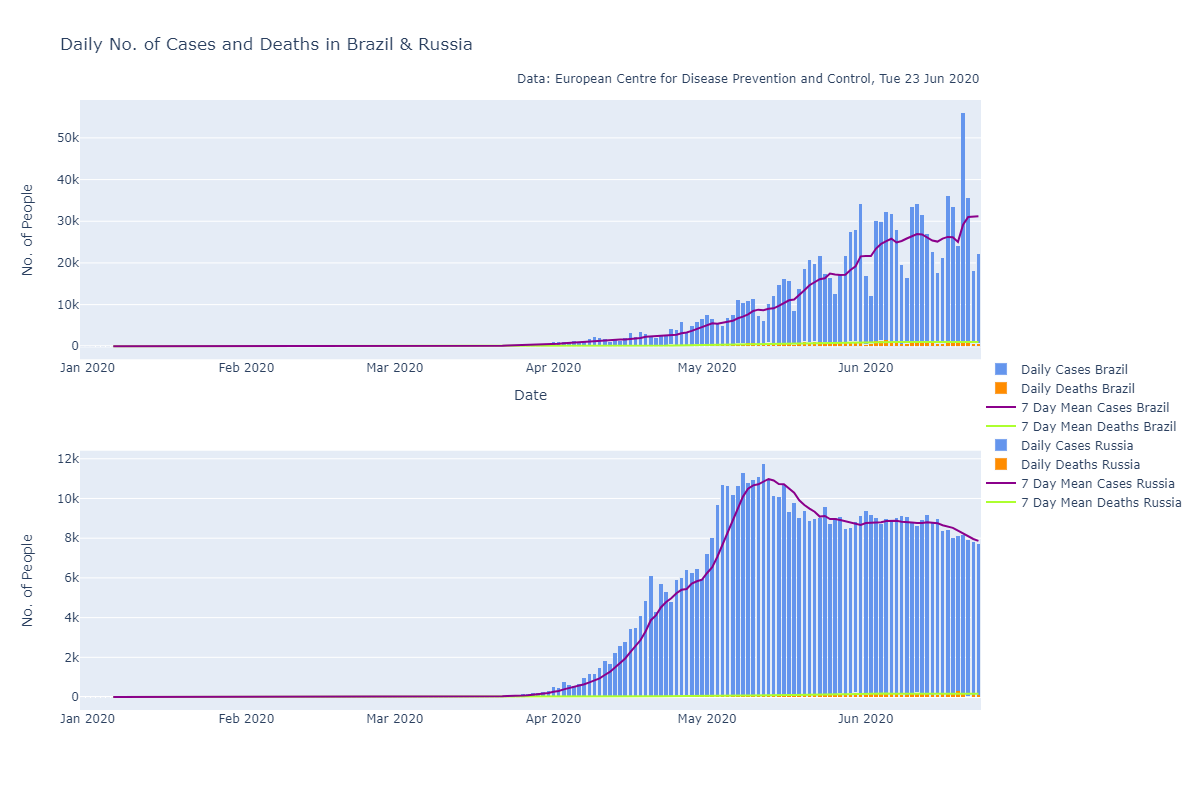 Daily No. of Cases and Deaths in Brazil & Russia
Data: European Centre for Disease Prevention and Control, Tue 23 Jun 2020
No. of People
50k
40k
30k
20k
10k
0
Jan 2020 Feb 2020 Mar 2020 Apr 2020 May 2020 Jun 2020
Date
Daily Cases Brazil
Daily Deaths Brazil
7 Day Mean Cases Brazil
7 Day Mean Deaths Brazil
Daily Cases Russia
Daily Deaths Russia
7 Day Mean Cases Russia
7 Day Mean Deaths Russia
No. of People
12k
10k
8k
6k
4k
2k
0
Jan 2020 Feb 2020 Mar 2020 Apr 2020 May 2020 Jun 2020